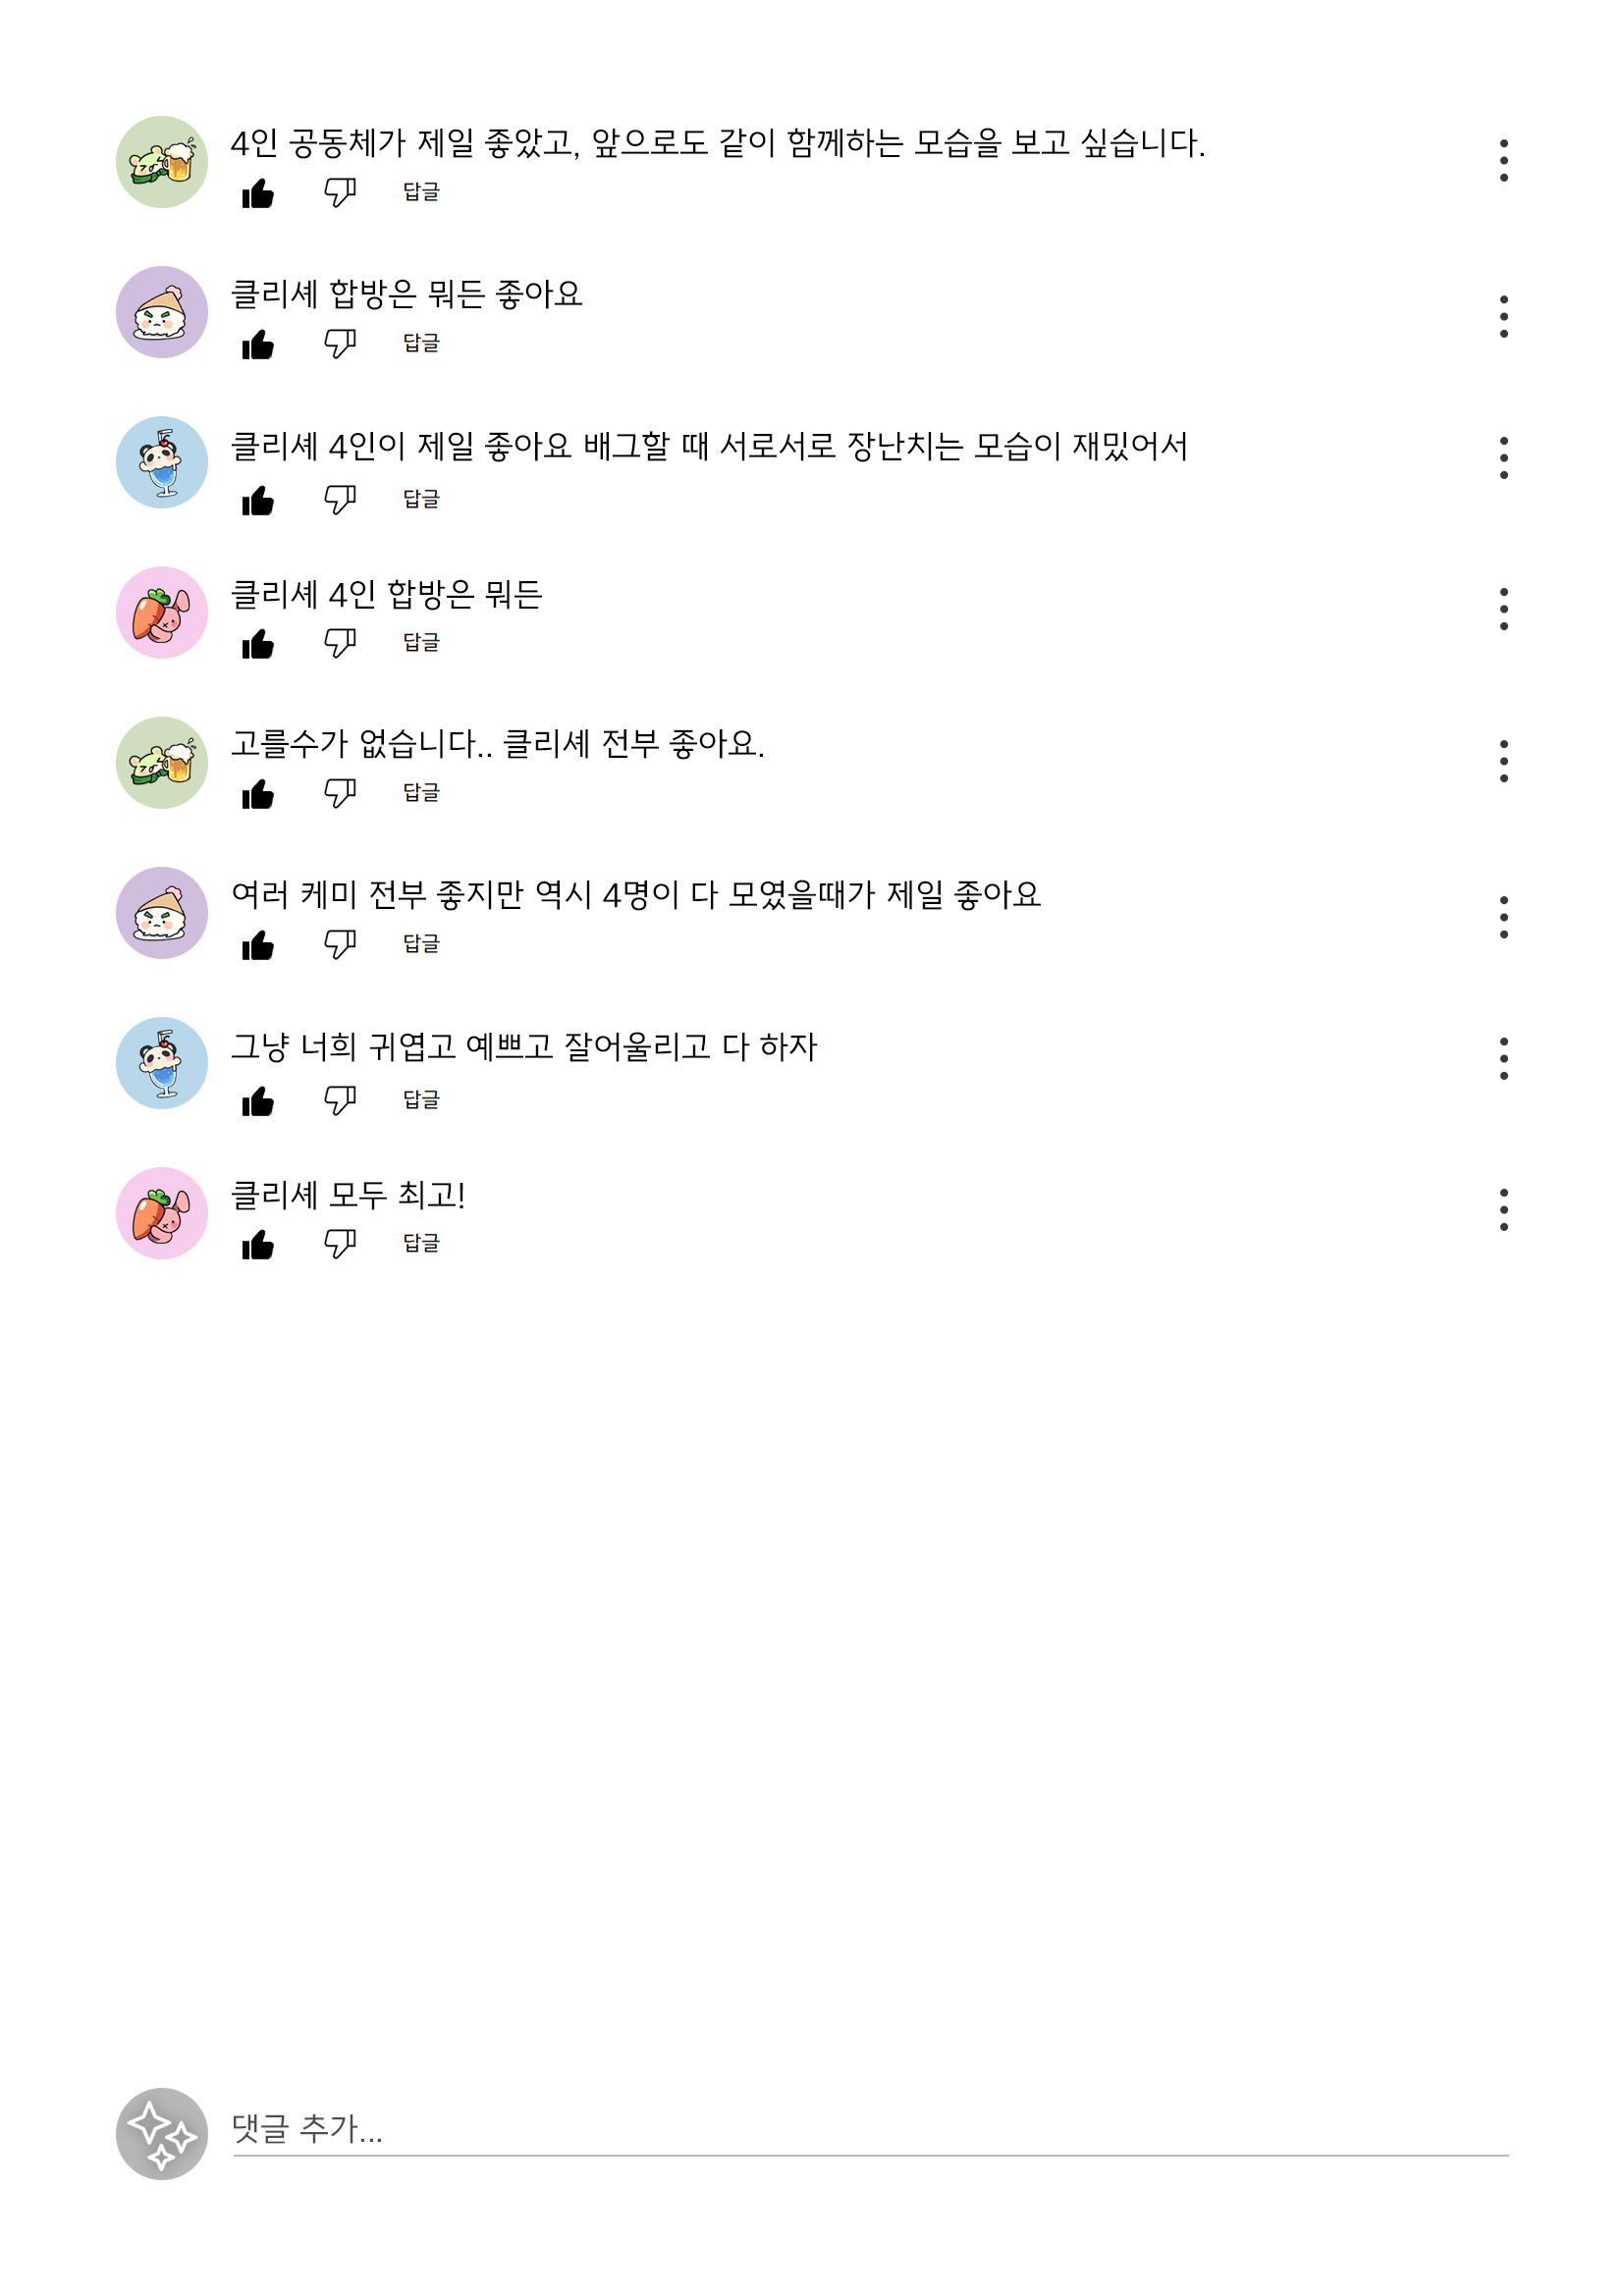 4인 공동체가 제일 좋았고, 앞으로도 같이 함께하는 모습을 보고 싶습니다.
답글
클리셰 합방은 뭐든 좋아요
답글
클리셰 4인이 제일 좋아요 배그할 때 서로서로 장난치는 모습이 재밌어서
답글
클리셰 4인 합방은 뭐든
답글
고를수가 없습니다.. 클리셰 전부 좋아요.
답글
여러 케미 전부 좋지만 역시 4명이 다 모였을때가 제일 좋아요
답글
그냥 너희 귀엽고 예쁘고 잘어울리고 다 하자
답글
클리셰 모두 최고!
답글
댓글 추가...